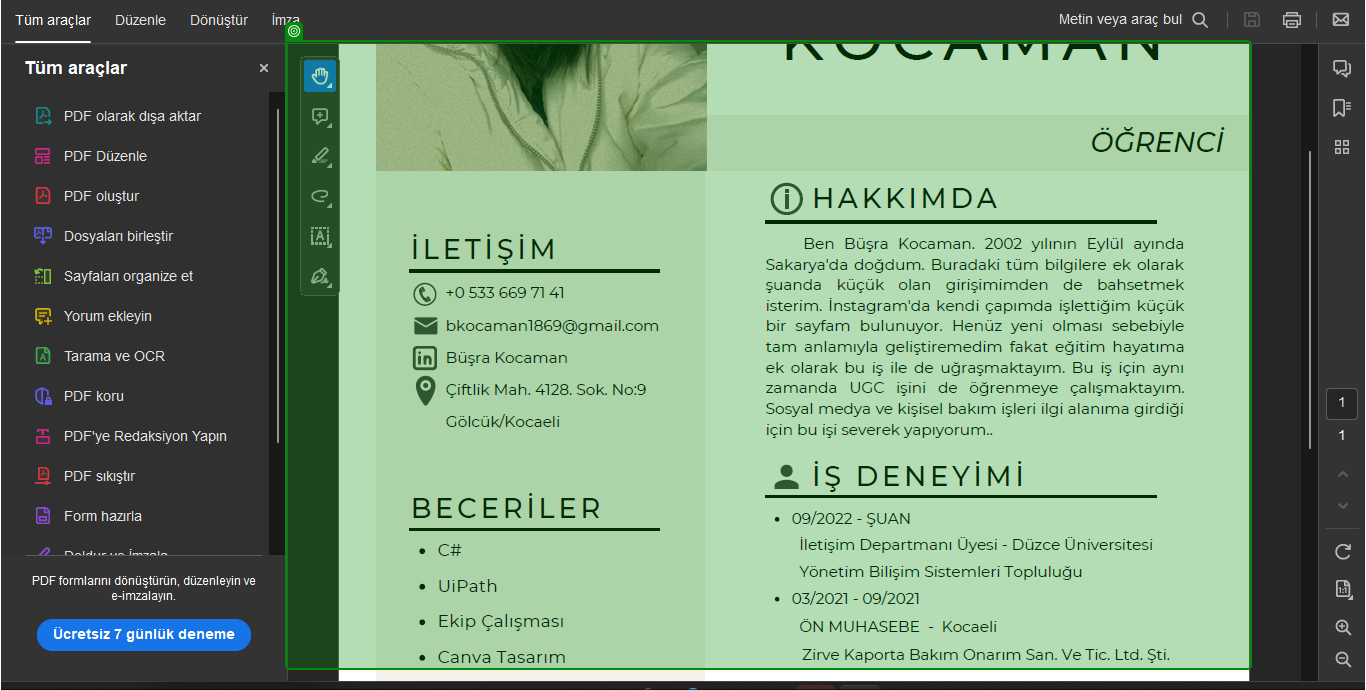 Tüm araçlar
Düzenle
Dönüştür
İmza
Metin veya araç bul
Tüm araçlar
PDF olarak dışa aktar
PDF Düzenle
PDF oluştur
Dosyaları birleştir
Sayfaları organize et
Yorum ekleyin
Tarama ve OCR
PDF koru
PDF'ye Redaksiyon Yapın
PDF sıkıştır
Form hazırla
Doldur ve İmzala
PDF formlarını dönüştürün, düzenleyin ve
e-imzalayın.
Ücretsiz 7 günlük deneme
KOCAMAN
ÖĞRENCİ
İLETİŞİM
+0 533 669 71 41
bkocaman1869@gmail.com
Büşra Kocaman
Çiftlik Mah. 4128. Sok. No:9
Gölcük/Kocaeli
BECERİLER
• C#
• UiPath
• Ekip Çalışması
• Canva Tasarım
HAKKIMDA
Ben Büşra Kocaman. 2002 yılının Eylül ayında
Sakarya'da doğdum. Buradaki tüm bilgilere ek olarak
şuanda küçük olan girişimimden de bahsetmek
isterim. İnstagram'da kendi çapımda işlettiğim küçük
bir sayfam bulunuyor. Henüz yeni olması sebebiyle
tam anlamıyla geliştiremedim fakat eğitim hayatıma
ek olarak bu iş ile de uğraşmaktayım. Bu iş için aynı
zamanda UGC işini de öğrenmeye çalışmaktayım.
Sosyal medya ve kişisel bakım işleri ilgi alanıma girdiği
için bu işi severek yapıyorum..
İŞ DENEYİMİ
• 09/2022 - ŞUAN
İletişim Departmanı Üyesi - Düzce Üniversitesi
Yönetim Bilişim Sistemleri Topluluğu
• 03/2021 - 09/2021
ÖN MUHASEBE - Kocaeli
Zirve Kaporta Bakım Onarım San. Ve Tic. Ltd. Şti.
1
1
1:1